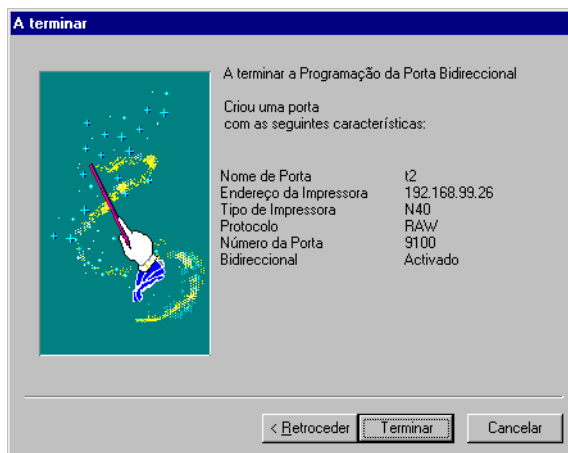 A terminar
A terminar a Programação da Porta Bidireccional
Criou uma porta
com as seguintes características:
Nome de Porta t2
Endereço da Impressora 192.168.99.26
Tipo de Impressora N40
Protocolo RAW
Número da Porta 9100
Bidireccional Activado
< Retroceder Terminar Cancelar